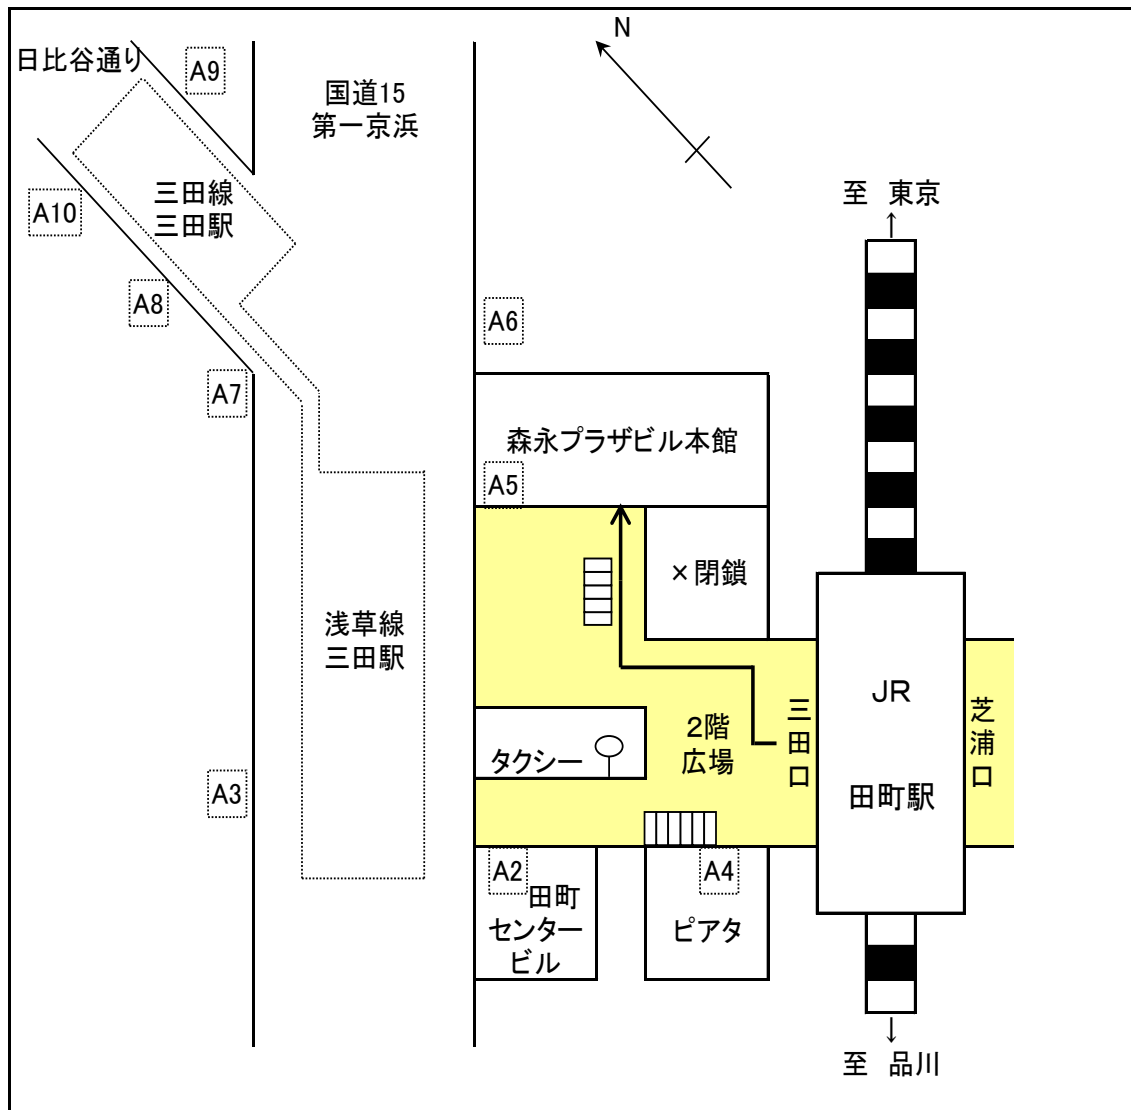 N
日比谷通り
A9
国道15
第一京浜
三田線
三田駅
A10
至 東京
↑
A8
A6
A7
森永プラザビル本館
A5
×閉鎖
浅草線
三田駅
2階
広場
三田口
JR
田町駅
芝浦口
タクシー
A3
A2
田町
センター
ビル
A4
ピアタ
↓
至 品川